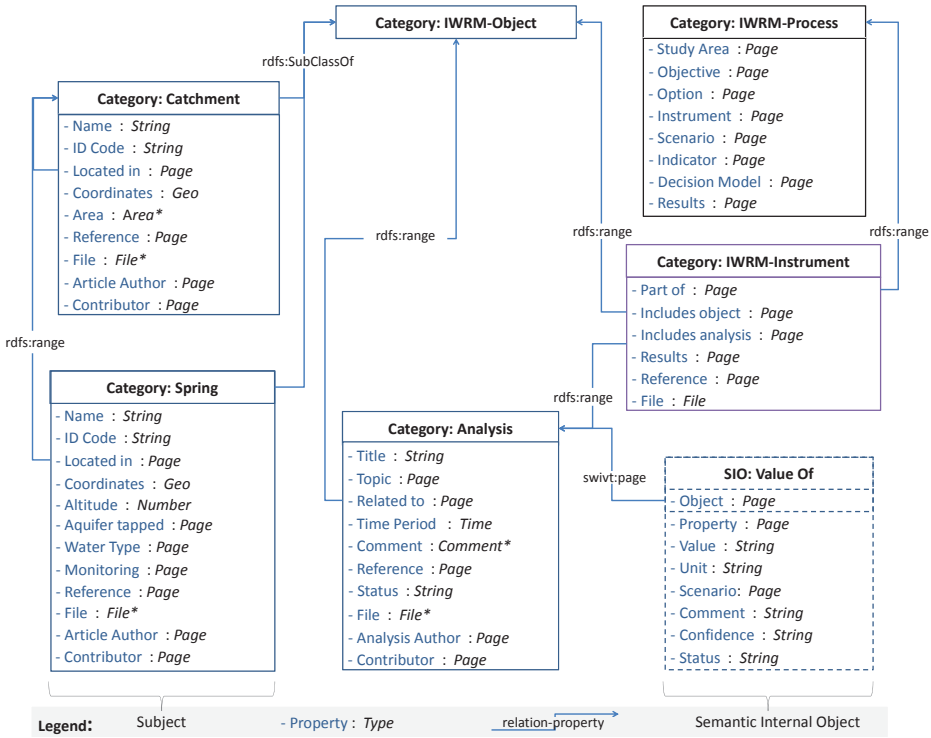 Category: IWRM-Object
Category: IWRM-Process
- Study Area : Page
- Objective : Page
- Option : Page
- Instrument : Page
- Scenario : Page
- Indicator : Page
- Decision Model : Page
- Results : Page
rdfs:SubClassOf
Category: Catchment
- Name : String
- ID Code : String
- Located in : Page
- Coordinates : Geo
- Area : Area*
- Reference : Page
- File : File*
- Article Author : Page
- Contributor : Page
rdfs:range
rdfs:range
rdfs:range
Category: IWRM-Instrument
- Part of : Page
- Includes object : Page
- Includes analysis : Page
- Results : Page
- Reference : Page
- File : File
rdfs:range
rdfs:range
Category: Spring
- Name : String
- ID Code : String
- Located in : Page
- Coordinates : Geo
- Altitude : Number
- Aquifer tapped : Page
- Water Type : Page
- Monitoring : Page
- Reference : Page
- File : File*
- Article Author : Page
- Contributor : Page
Category: Analysis
- Title : String
- Topic : Page
- Related to : Page
- Time Period : Time
- Comment : Comment*
- Reference : Page
- Status : String
- File : File*
- Analysis Author : Page
- Contributor : Page
swivt:page
SIO: Value Of
- Object : Page
- Property : Page
- Value : String
- Unit : String
- Scenario: Page
- Comment : String
- Confidence : String
- Status : String
Legend: Subject - Property : Type relation-property Semantic Internal Object